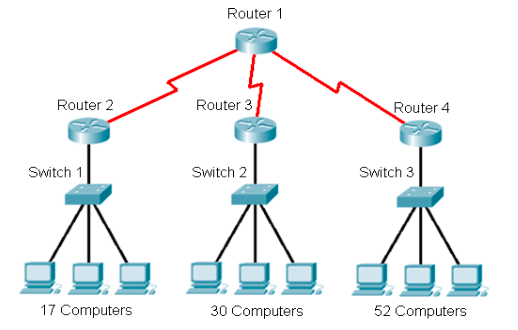 Router 1
Router 2
Router 3
Router 4
Switch 1
Switch 2
Switch 3
17 Computers
30 Computers
52 Computers